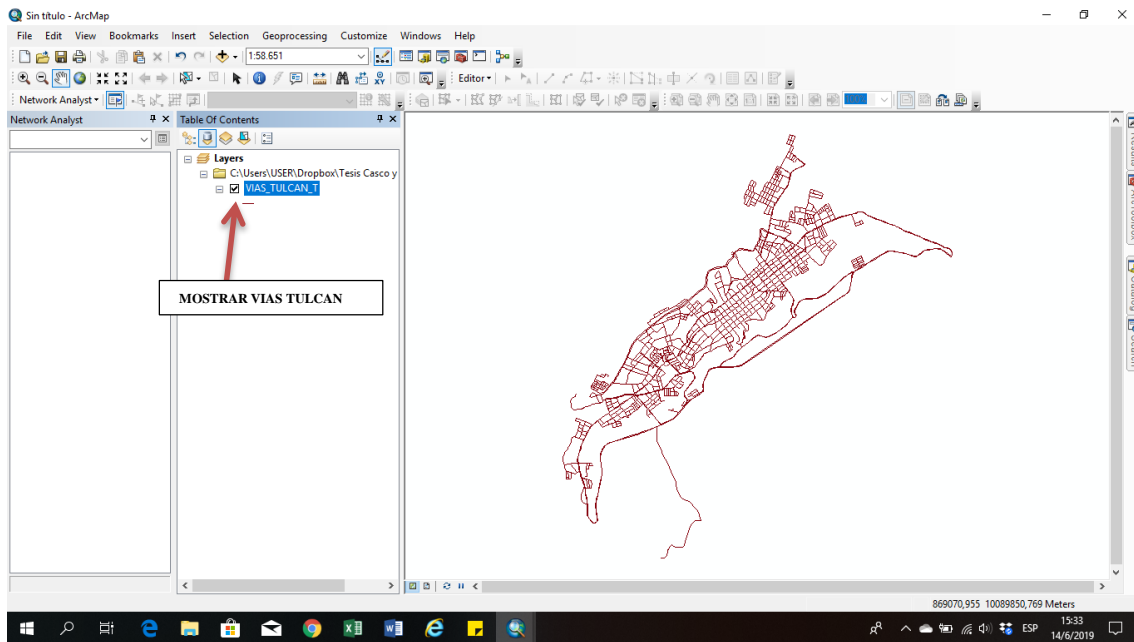 Sin título - ArcMap
File Edit View Bookmarks Insert Selection Geoprocessing Customize Windows Help
1:58.651
Editor
Network Analyst
Network Analyst
Table Of Contents
Layers
C:\Users\USER\Dropbox\Tesis Casco y
VIAS_TULCAN_T
MOSTRAR VIAS TULCAN
869070,955 10089850,769 Meters
ESP
15:33
14/6/2019